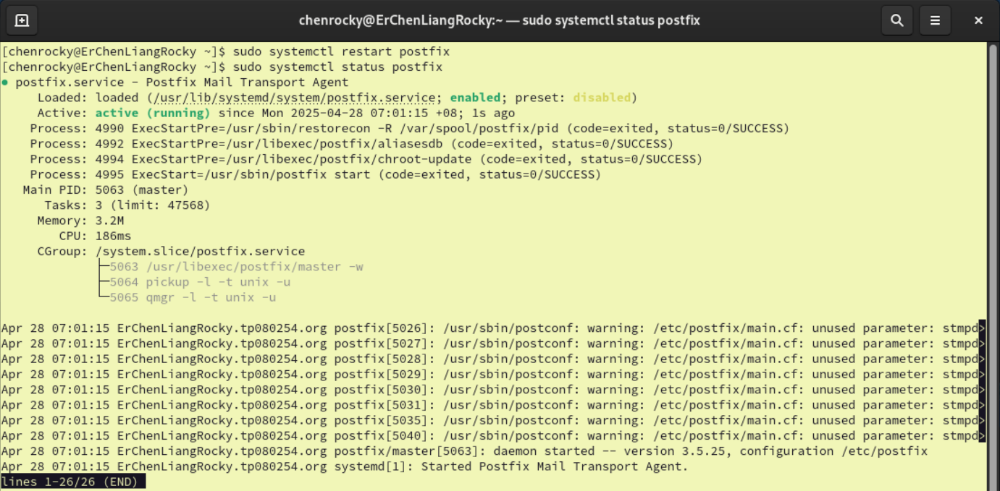 chenrocky@ErChenLiangRocky:~ — sudo systemctl status postfix
[chenrocky@ErChenLiangRocky ~]$ sudo systemctl restart postfix
[chenrocky@ErChenLiangRocky ~]$ sudo systemctl status postfix
● postfix.service - Postfix Mail Transport Agent
     Loaded: loaded (/usr/lib/systemd/system/postfix.service; enabled; preset: disabled)
     Active: active (running) since Mon 2025-04-28 07:01:15 +08; 1s ago
    Process: 4990 ExecStartPre=/usr/sbin/restorecon -R /var/spool/postfix/pid (code=exited, status=0/SUCCESS)
    Process: 4992 ExecStartPre=/usr/libexec/postfix/aliasesdb (code=exited, status=0/SUCCESS)
    Process: 4994 ExecStartPre=/usr/libexec/postfix/chroot-update (code=exited, status=0/SUCCESS)
    Process: 4995 ExecStart=/usr/sbin/postfix start (code=exited, status=0/SUCCESS)
   Main PID: 5063 (master)
      Tasks: 3 (limit: 47568)
     Memory: 3.2M
        CPU: 186ms
     CGroup: /system.slice/postfix.service
             ├─5063 /usr/libexec/postfix/master -w
             ├─5064 pickup -l -t unix -u
             └─5065 qmgr -l -t unix -u
Apr 28 07:01:15 ErChenLiangRocky.tp080254.org postfix[5026]: /usr/sbin/postconf: warning: /etc/postfix/main.cf: unused parameter: stmpd>
Apr 28 07:01:15 ErChenLiangRocky.tp080254.org postfix[5027]: /usr/sbin/postconf: warning: /etc/postfix/main.cf: unused parameter: stmpd>
Apr 28 07:01:15 ErChenLiangRocky.tp080254.org postfix[5028]: /usr/sbin/postconf: warning: /etc/postfix/main.cf: unused parameter: stmpd>
Apr 28 07:01:15 ErChenLiangRocky.tp080254.org postfix[5029]: /usr/sbin/postconf: warning: /etc/postfix/main.cf: unused parameter: stmpd>
Apr 28 07:01:15 ErChenLiangRocky.tp080254.org postfix[5030]: /usr/sbin/postconf: warning: /etc/postfix/main.cf: unused parameter: stmpd>
Apr 28 07:01:15 ErChenLiangRocky.tp080254.org postfix[5031]: /usr/sbin/postconf: warning: /etc/postfix/main.cf: unused parameter: stmpd>
Apr 28 07:01:15 ErChenLiangRocky.tp080254.org postfix[5035]: /usr/sbin/postconf: warning: /etc/postfix/main.cf: unused parameter: stmpd>
Apr 28 07:01:15 ErChenLiangRocky.tp080254.org postfix[5040]: /usr/sbin/postconf: warning: /etc/postfix/main.cf: unused parameter: stmpd>
Apr 28 07:01:15 ErChenLiangRocky.tp080254.org postfix/master[5063]: daemon started -- version 3.5.25, configuration /etc/postfix
Apr 28 07:01:15 ErChenLiangRocky.tp080254.org systemd[1]: Started Postfix Mail Transport Agent.
lines 1-26/26 (END)